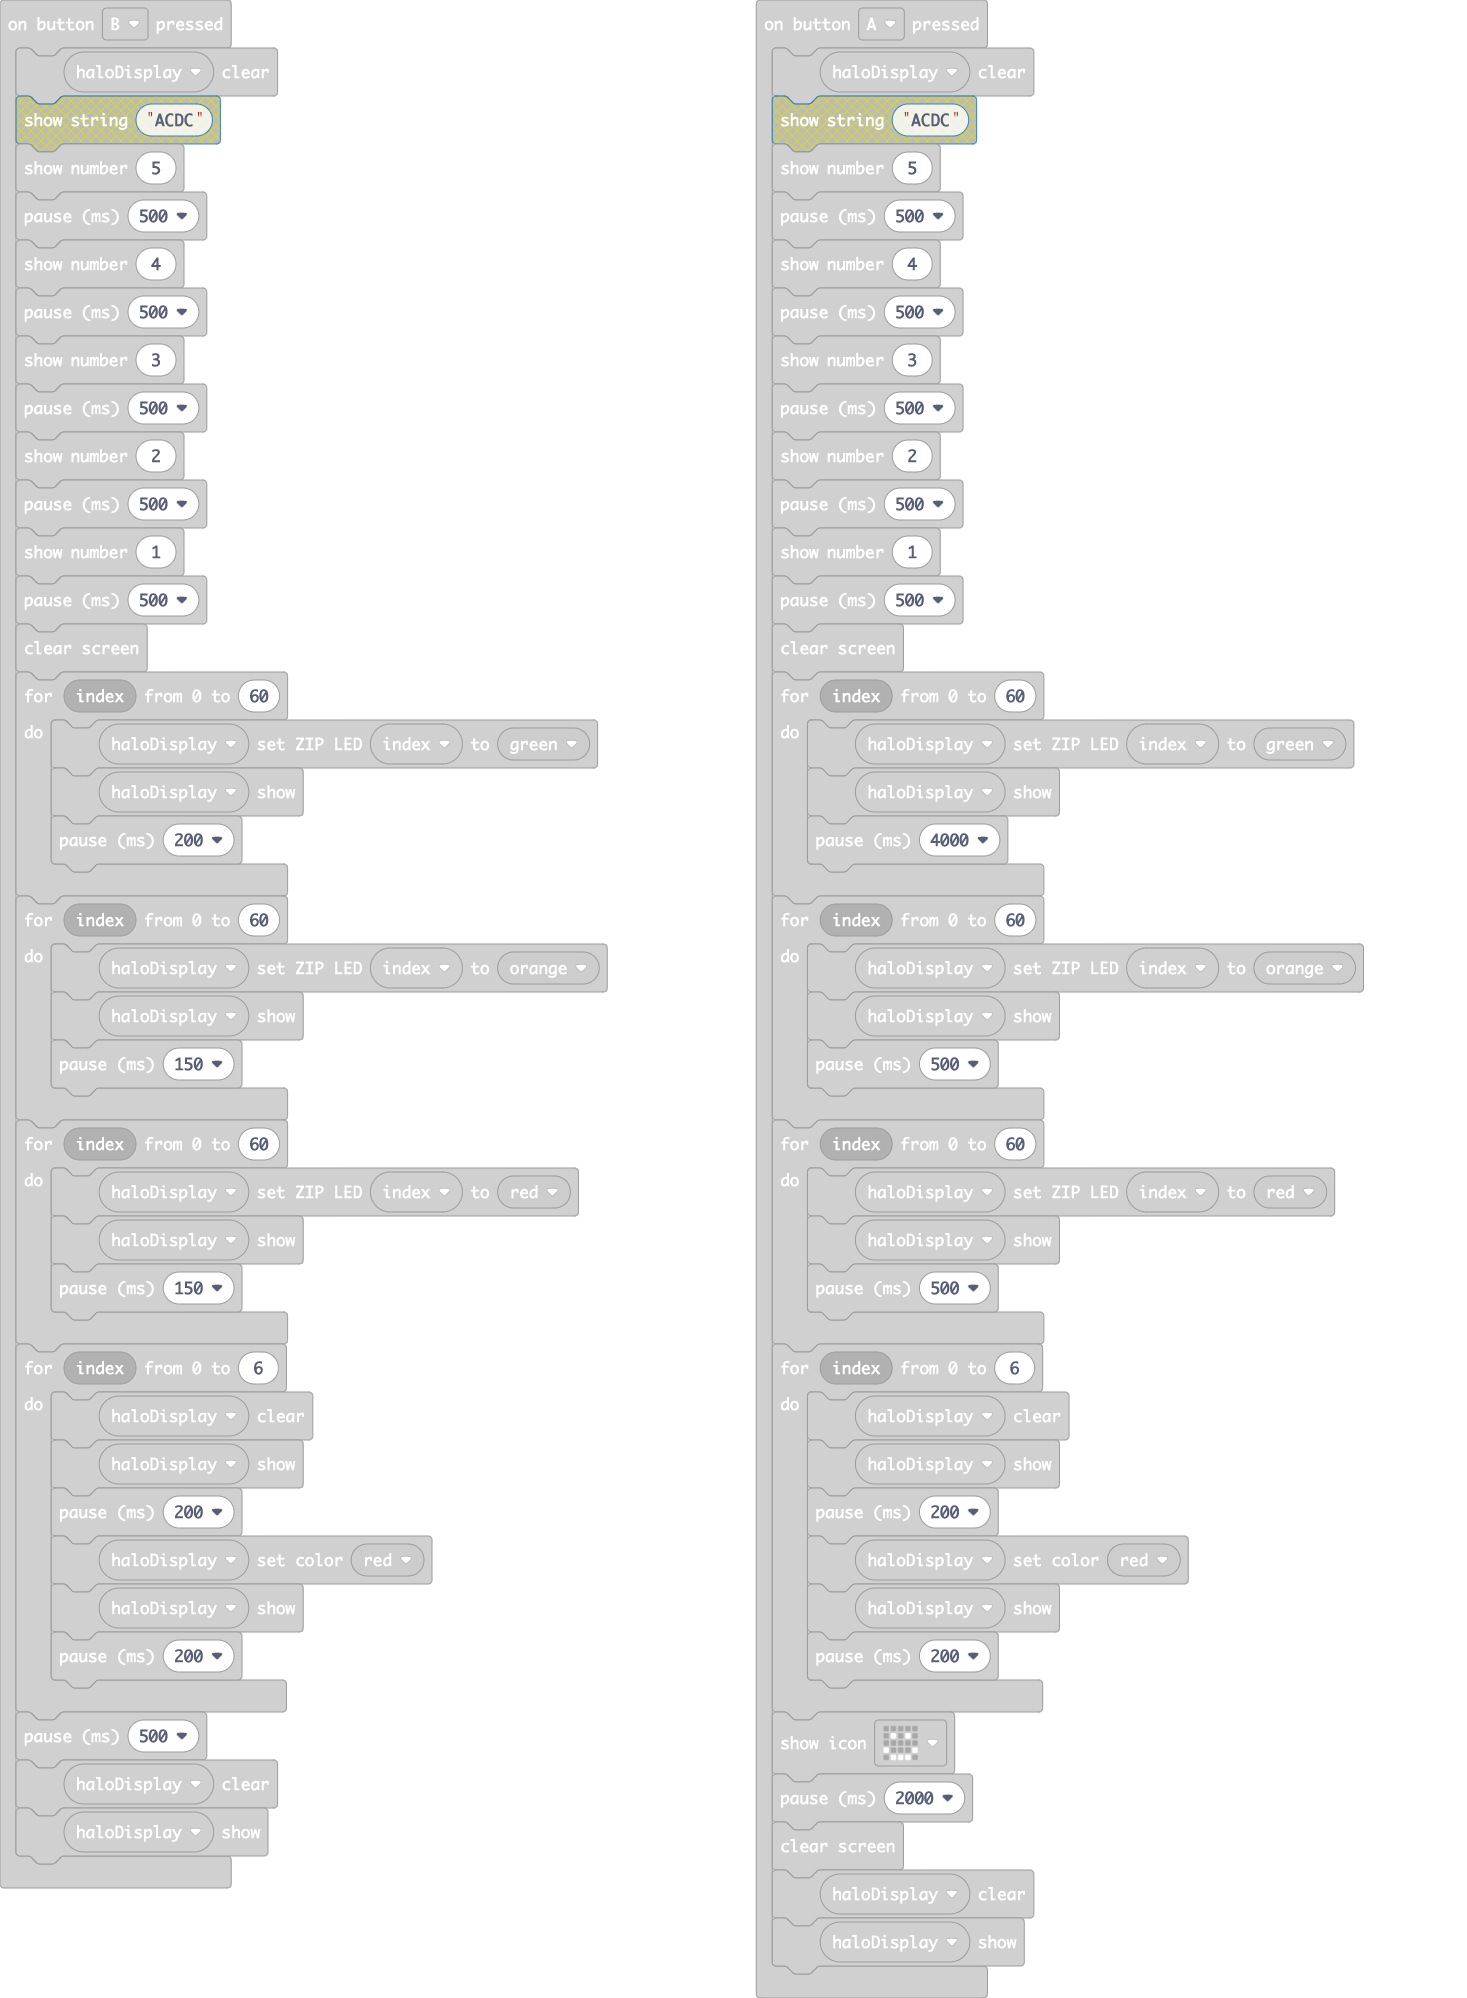 on button B pressed
haloDisplay clear
show string "ACDC"
show number 5
pause (ms) 500
show number 4
pause (ms) 500
show number 3
pause (ms) 500
show number 2
pause (ms) 500
show number 1
pause (ms) 500
clear screen
for index from 0 to 60
do
haloDisplay set ZIP LED index to green
haloDisplay show
pause (ms) 200
for index from 0 to 60
do
haloDisplay set ZIP LED index to orange
haloDisplay show
pause (ms) 150
for index from 0 to 60
do
haloDisplay set ZIP LED index to red
haloDisplay show
pause (ms) 150
for index from 0 to 6
do
haloDisplay clear
haloDisplay show
pause (ms) 200
haloDisplay set color red
haloDisplay show
pause (ms) 200
pause (ms) 500
haloDisplay clear
haloDisplay show
on button A pressed
haloDisplay clear
show string "ACDC"
show number 5
pause (ms) 500
show number 4
pause (ms) 500
show number 3
pause (ms) 500
show number 2
pause (ms) 500
show number 1
pause (ms) 500
clear screen
for index from 0 to 60
do
haloDisplay set ZIP LED index to green
haloDisplay show
pause (ms) 4000
for index from 0 to 60
do
haloDisplay set ZIP LED index to orange
haloDisplay show
pause (ms) 500
for index from 0 to 60
do
haloDisplay set ZIP LED index to red
haloDisplay show
pause (ms) 500
for index from 0 to 6
do
haloDisplay clear
haloDisplay show
pause (ms) 200
haloDisplay set color red
haloDisplay show
pause (ms) 200
show icon
pause (ms) 2000
clear screen
haloDisplay clear
haloDisplay show